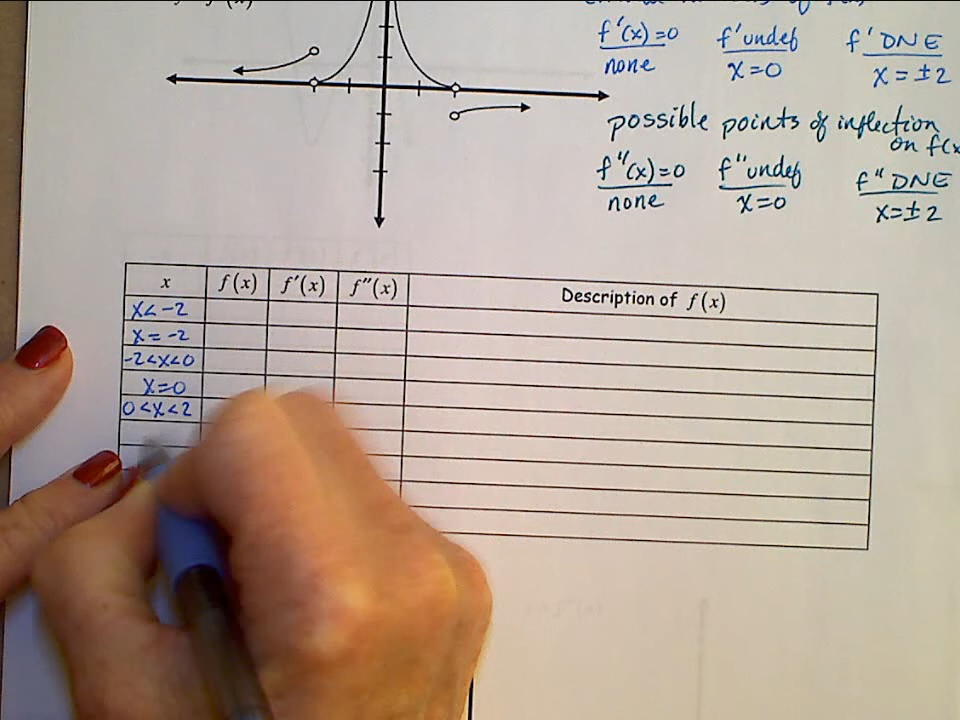 f'(x)=0 f' undef f' DNE
none x=0 x=±2
possible points of inflection
on f(x
f"(x)=0 f" undef f" DNE
none x=0 x=±2
x f(x) f'(x) f"(x) Description of f(x)
x<-2
x=-2
-2<x<0
x=0
0<x<2